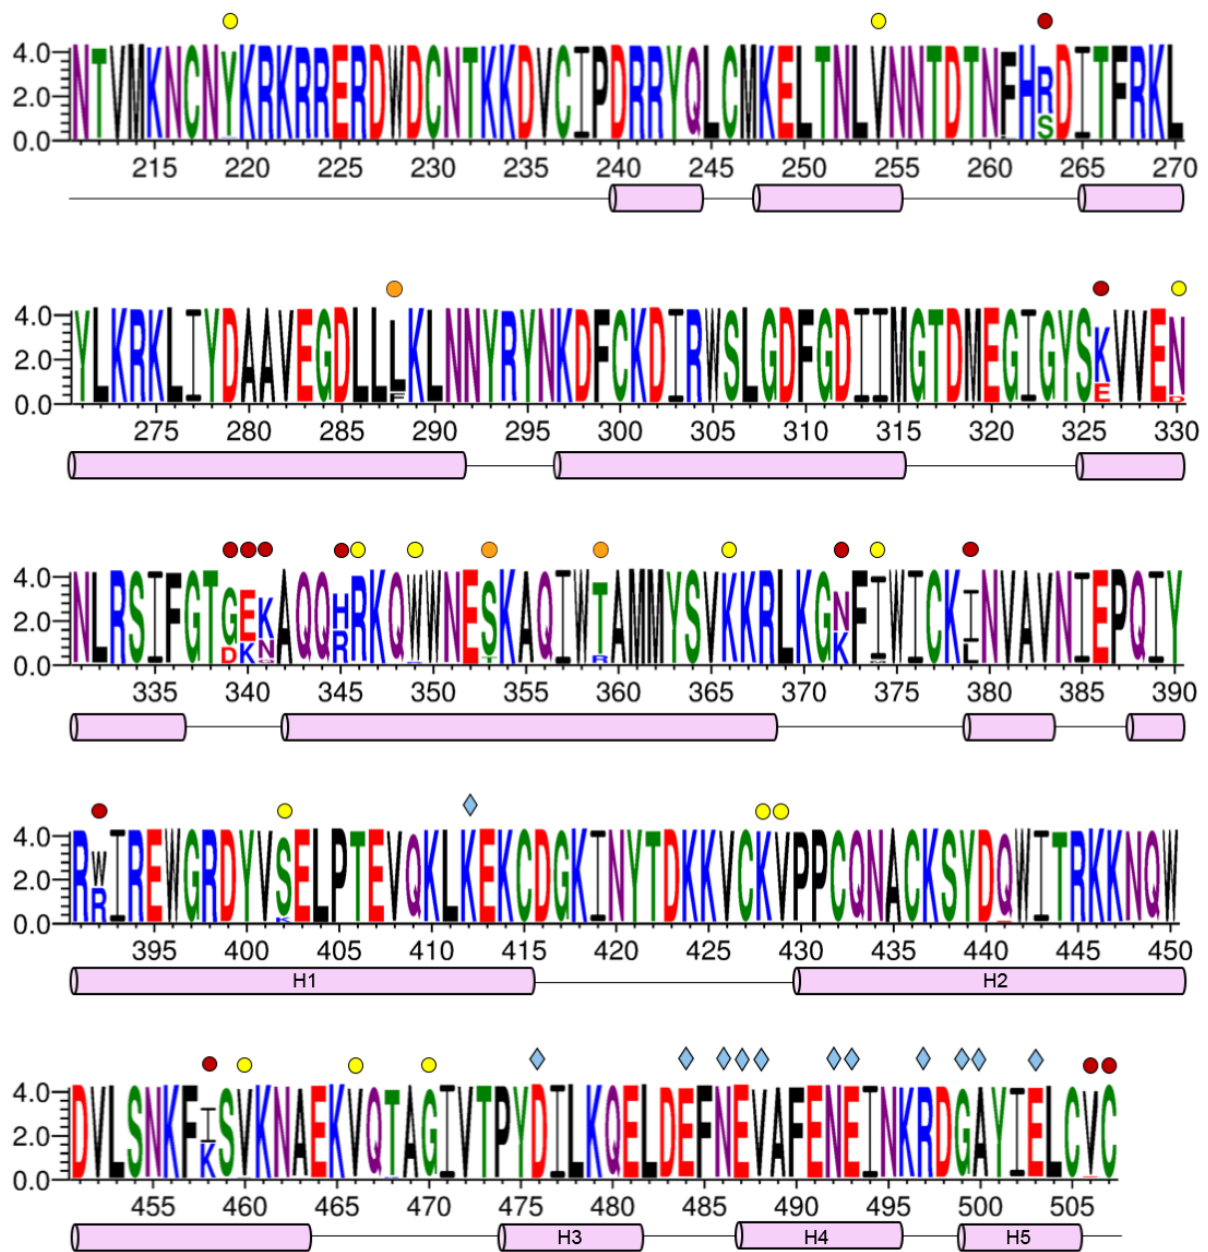 4.0
NTVMKNCNYKRKRRERDWDCNTKKDVCIPDRRYQLCMKELTNLVNNTDTNFHRDITFRKL
2.0
S
0.0
215 220 225 230 235 240 245 250 255 260 265 270
4.0
YLKRKLIYDAAVEGDLLLKLNNYRYNKDFCKDIRWSLGDFGDIIMGTDMEGIGYSKVVEN
2.0
F E D
0.0
275 280 285 290 295 300 305 310 315 320 325 330
4.0
NLRSIFGTGEKAQQHRKQWWNESKAQIWTAMMYSVKKRLKGNFIWICKINVAVNIEPQIY
2.0
D K N R R K L
0.0
335 340 345 350 355 360 365 370 375 380 385 390
4.0
RWIREWGRDYVSELPTEVQKLKEKCDGKINYTDKKVCKVPPCQNACKSYDQWITRKKNQW
2.0
R K
0.0
395 400 405 410 415 420 425 430 435 440 445 450
H1 H2
4.0
DVLSNKFISVKNAEKVQTAGIVTPYDILKQELDEFNEVAFENEINKRDGAYIELCVC
2.0
K
0.0
455 460 465 470 475 480 485 490 495 500 505
H3 H4 H5